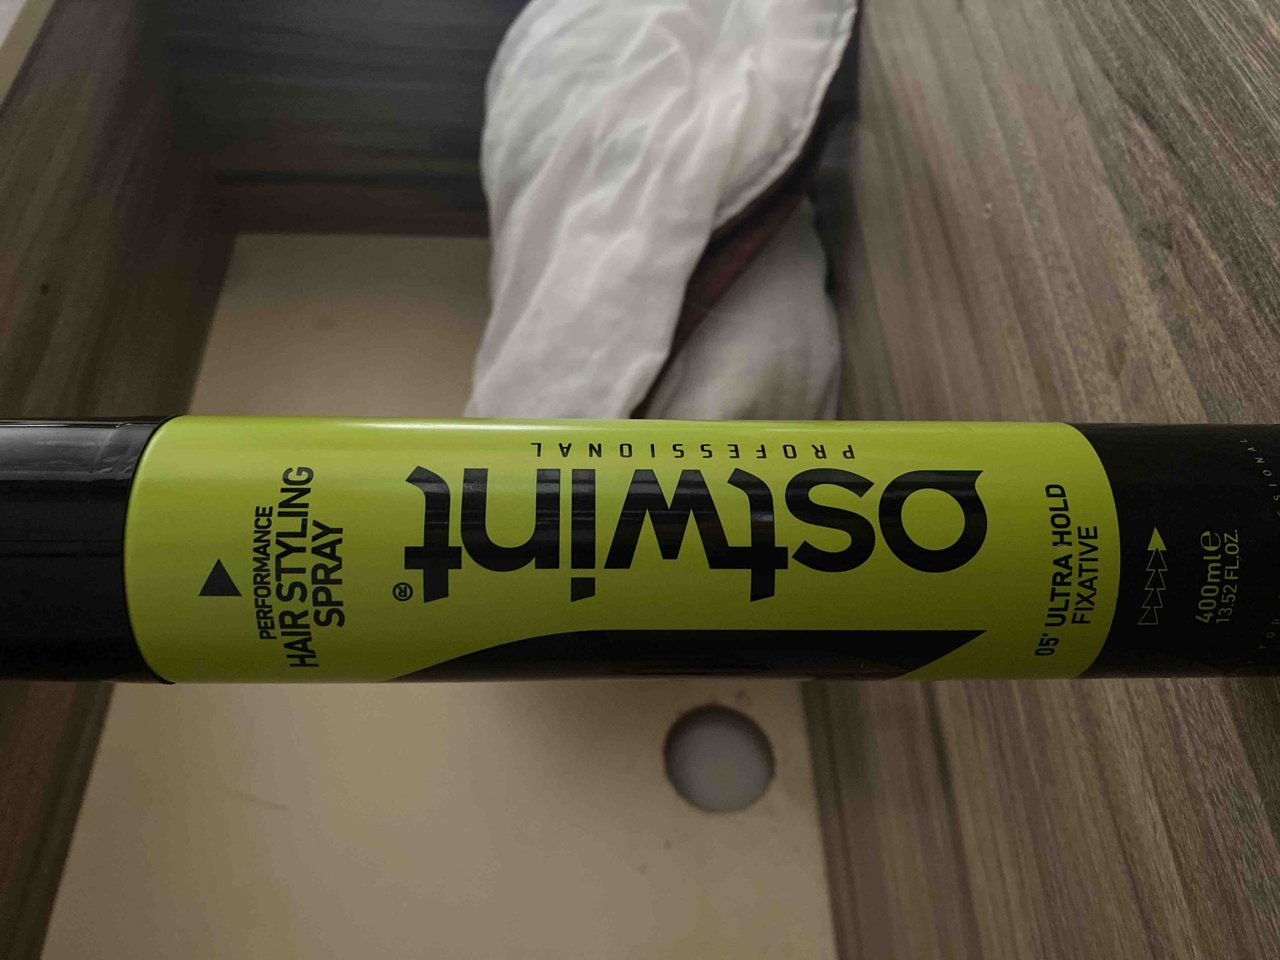 PERFORMANCE
HAIR STYLING
SPRAY
ostwint®
PROFESSIONAL
05' ULTRA HOLD
FIXATIVE
400ml℮
13.52 FL.OZ.